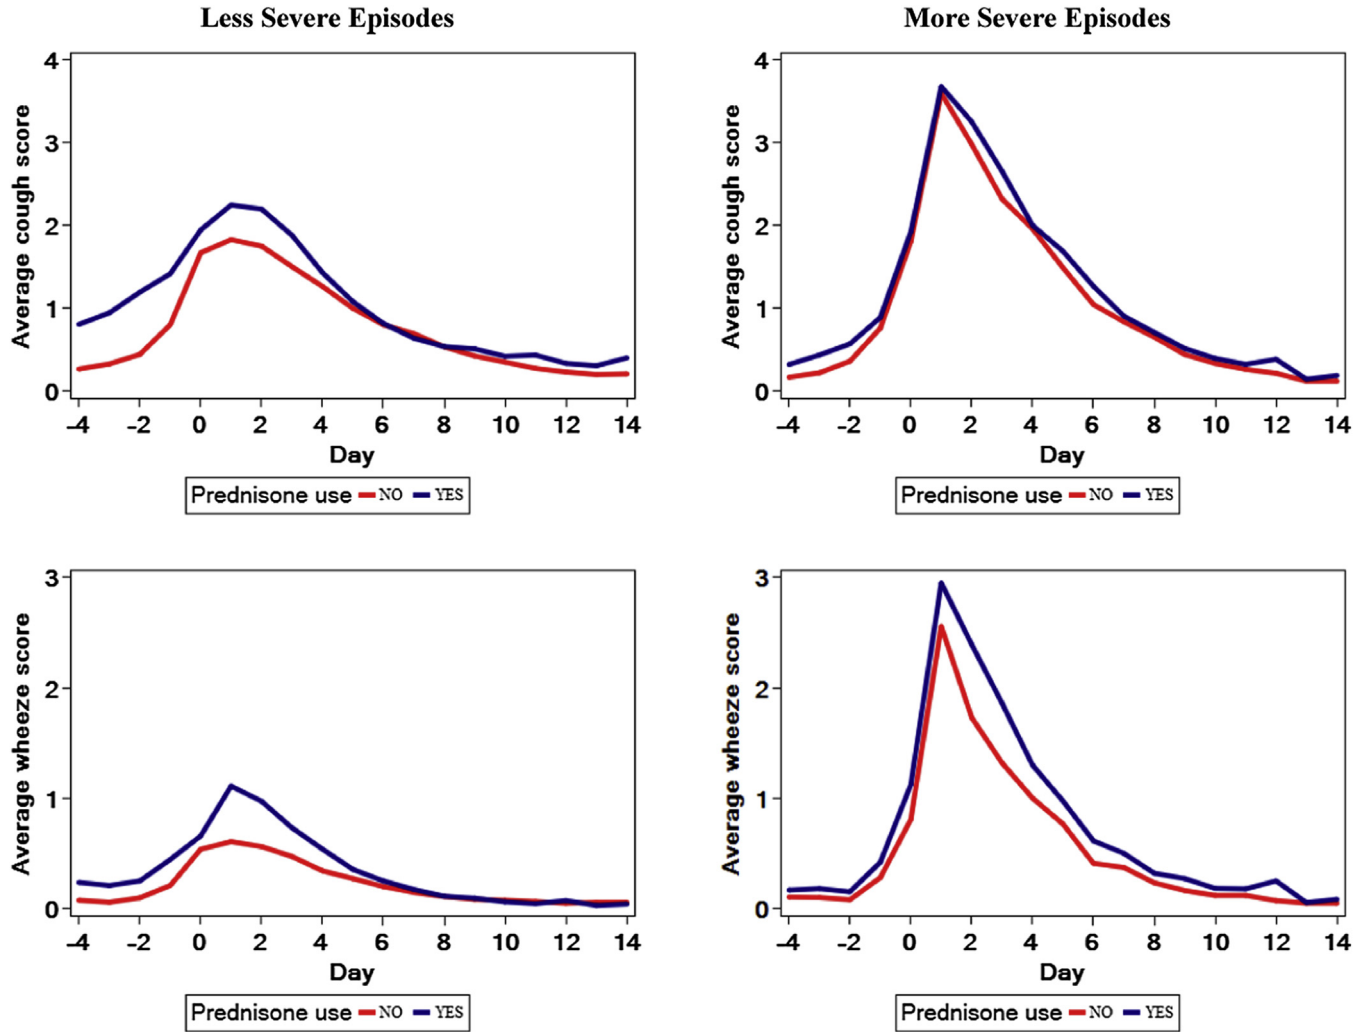 Less Severe Episodes
More Severe Episodes
Average cough score
4
3
2
1
0
-4 -2 0 2 4 6 8 10 12 14
Day
Prednisone use NO YES
Average cough score
4
3
2
1
0
-4 -2 0 2 4 6 8 10 12 14
Day
Prednisone use NO YES
Average wheeze score
3
2
1
0
-4 -2 0 2 4 6 8 10 12 14
Day
Prednisone use NO YES
Average wheeze score
3
2
1
0
-4 -2 0 2 4 6 8 10 12 14
Day
Prednisone use NO YES